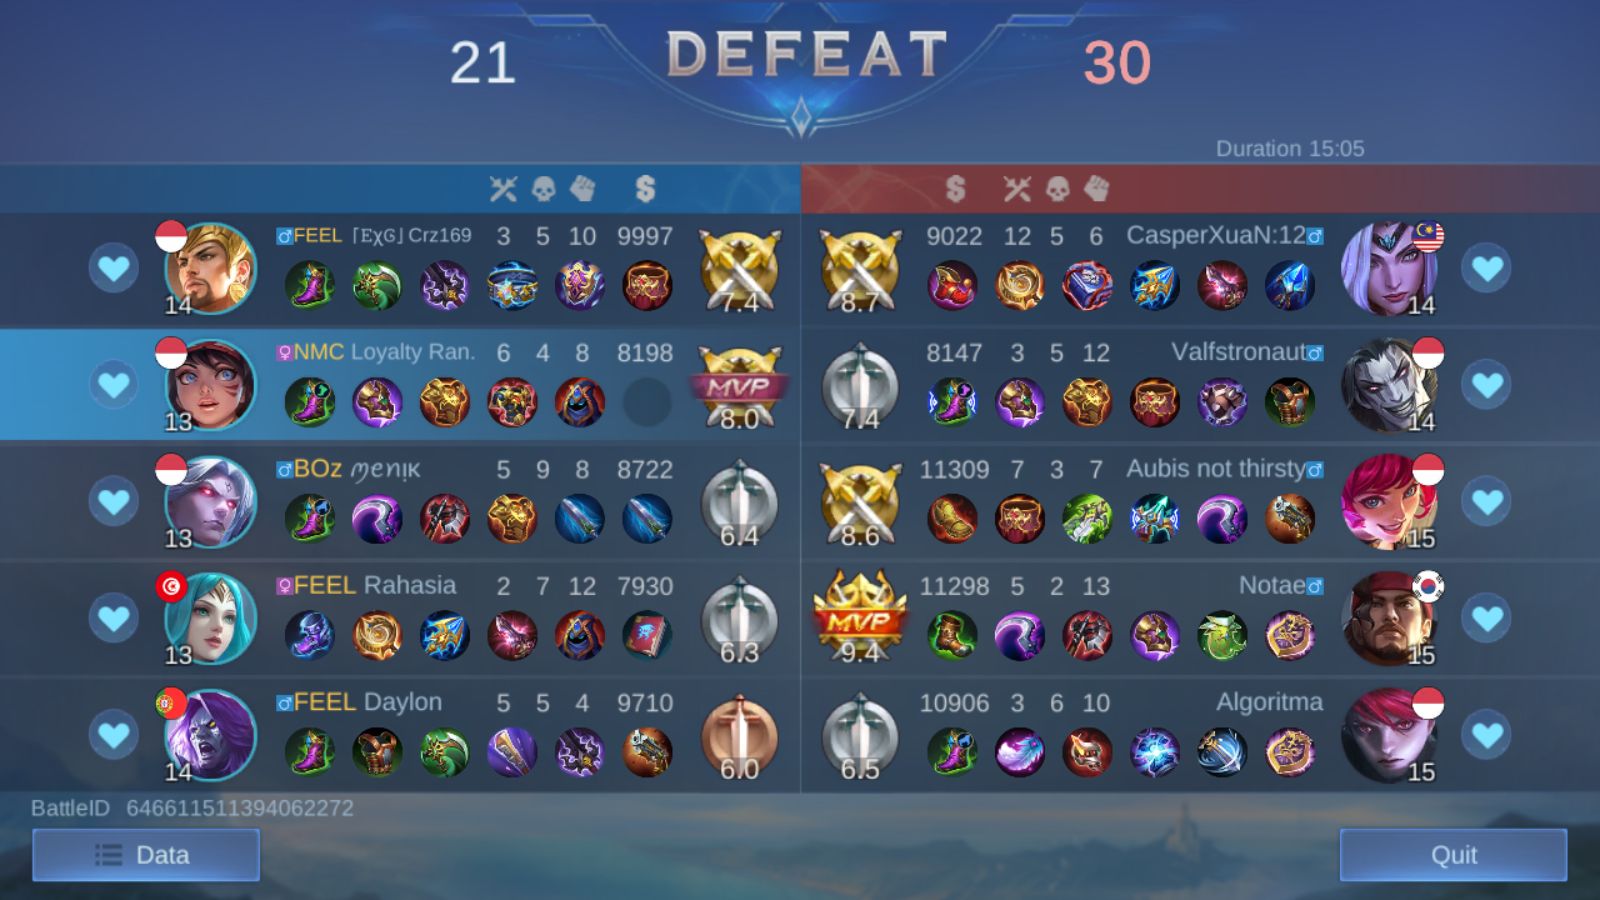 21 DEFEAT 30
Duration 15:05
FEEL ⌈ΕχG⌋ Crz169 3 5 10 9997
14 7.4
9022 12 5 6 CasperXuaN:12
8.7 14
NMC Loyalty Ran. 6 4 8 8198
13 MVP 8.0
8147 3 5 12 Valfstronaut
7.4 14
BOz ოენικ 5 9 8 8722
13 6.4
11309 7 3 7 Aubis not thirsty
8.6 15
FEEL Rahasia 2 7 12 7930
13 6.3
11298 5 2 13 Notae
MVP 9.4 15
FEEL Daylon 5 5 4 9710
14 6.0
10906 3 6 10 Algoritma
6.5 15
BattleID 646611511394062272
Data
Quit